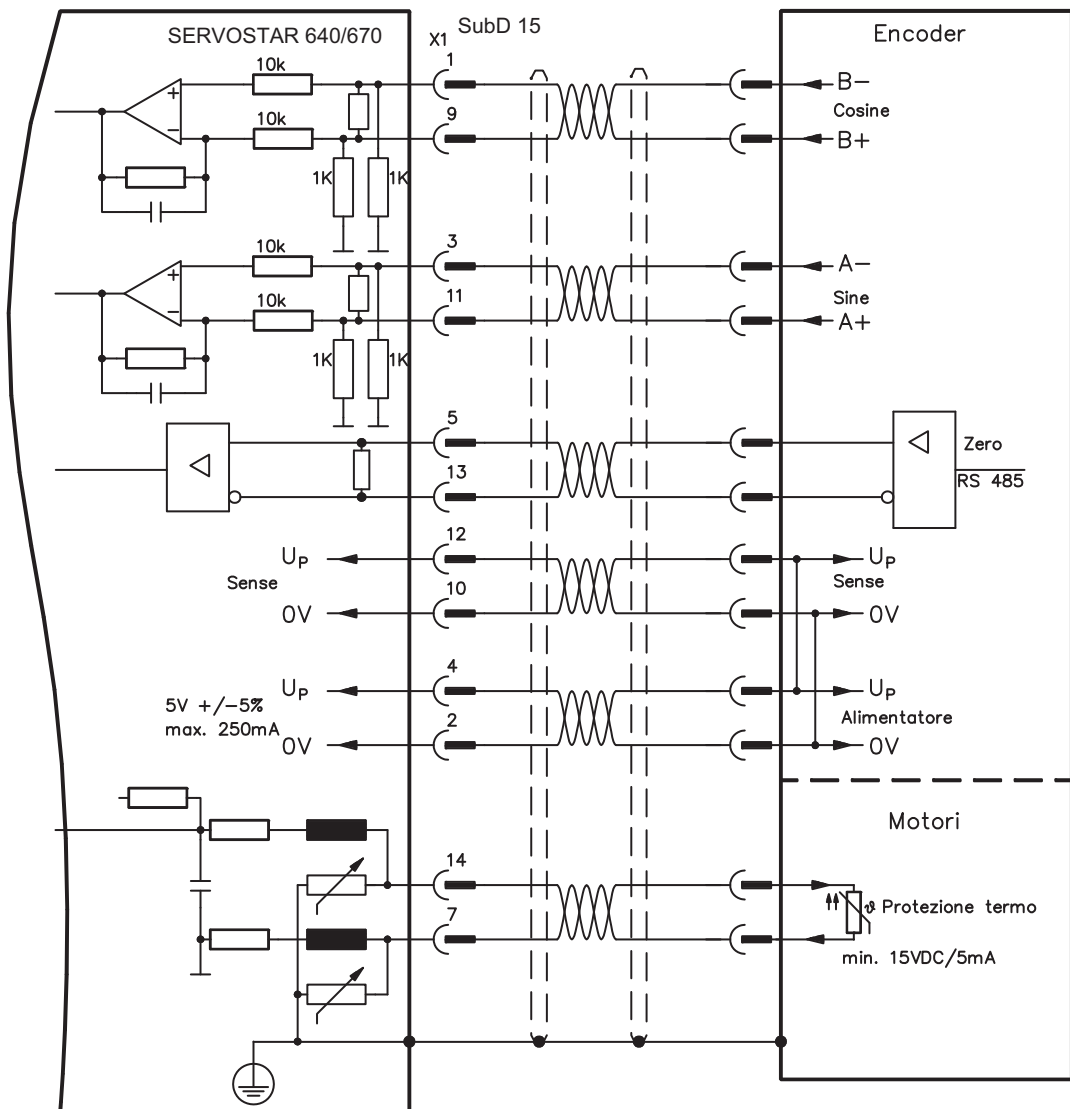 SERVOSTAR 640/670
X1
SubD 15
Encoder
10k
1
B-
Cosine
10k
9
B+
1K
1K
10k
3
A-
Sine
10k
11
A+
1K
1K
5
Zero
13
RS 485
UP
12
UP
Sense
Sense
0V
10
0V
UP
4
UP
5V +/-5%
max. 250mA
Alimentatore
0V
2
0V
Motori
14
7
ϑ Protezione termo
min. 15VDC/5mA